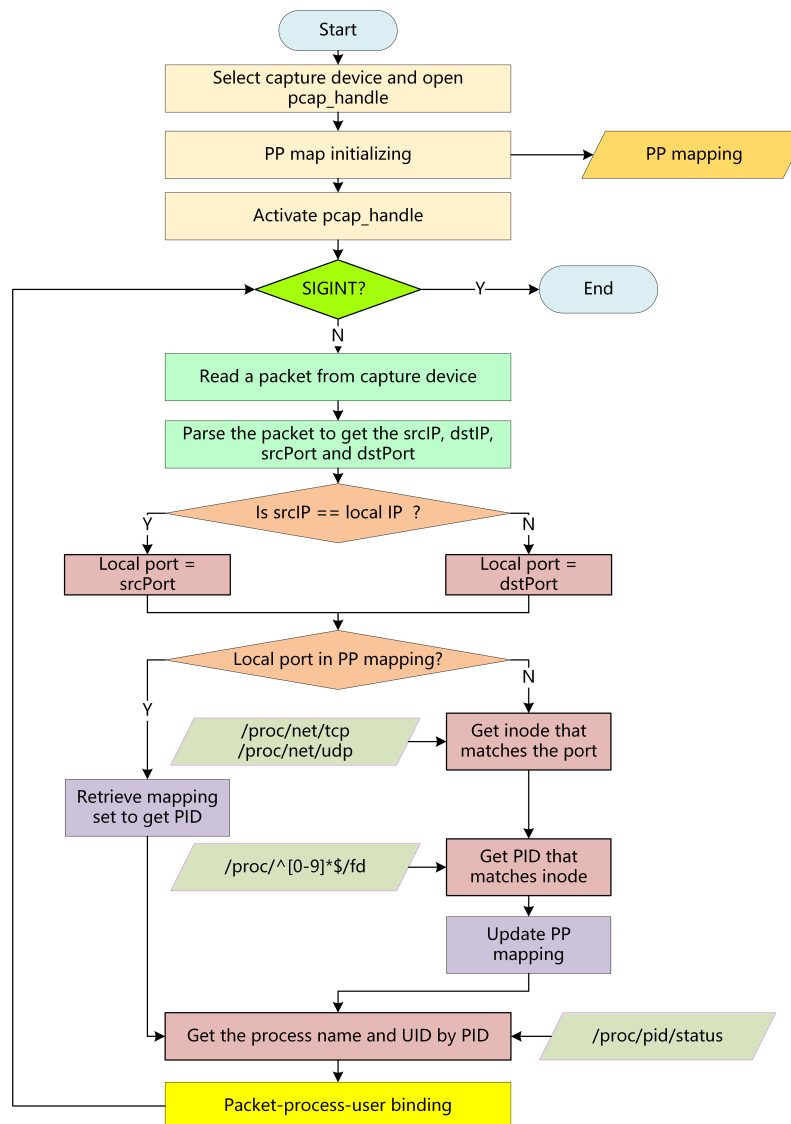 Start
Select capture device and open
pcap_handle
PP map initializing
PP mapping
Activate pcap_handle
SIGINT?
Y
End
N
Read a packet from capture device
Parse the packet to get the srcIP, dstIP,
srcPort and dstPort
Is srcIP == local IP ?
Y
N
Local port =
srcPort
Local port =
dstPort
Local port in PP mapping?
N
Y
/proc/net/tcp
/proc/net/udp
Get inode that
matches the port
Retrieve mapping
set to get PID
/proc/^[0-9]*$/fd
Get PID that
matches inode
Update PP
mapping
Get the process name and UID by PID
/proc/pid/status
Packet-process-user binding